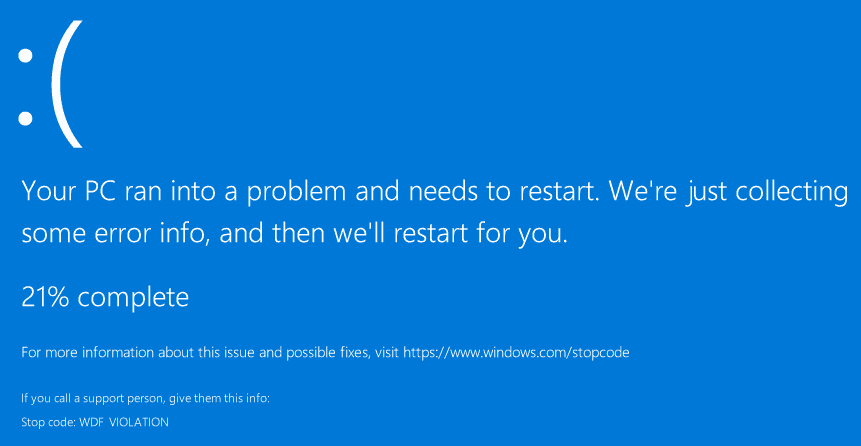 :(
Your PC ran into a problem and needs to restart. We're just collecting
some error info, and then we'll restart for you.
21% complete
For more information about this issue and possible fixes, visit https://www.windows.com/stopcode
If you call a support person, give them this info:
Stop code: WDF_VIOLATION